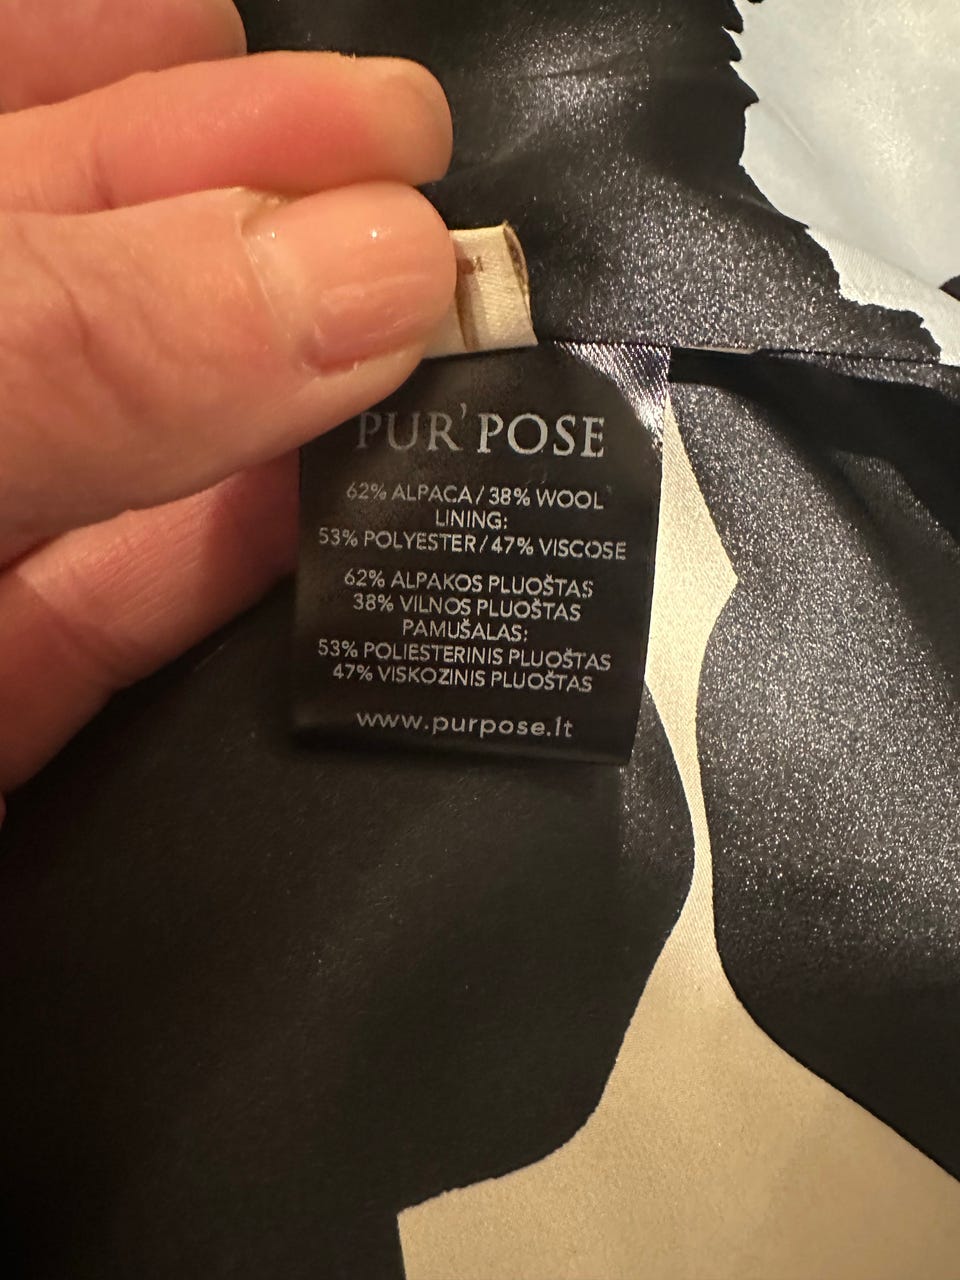 PUR'POSE
62% ALPACA / 38% WOOL
LINING:
53% POLYESTER / 47% VISCOSE
62% ALPAKOS PLUOŠTAS
38% VILNOS PLUOŠTAS
PAMUŠALAS:
53% POLIESTERINIS PLUOŠTAS
47% VISKOZINIS PLUOŠTAS
www.purpose.lt